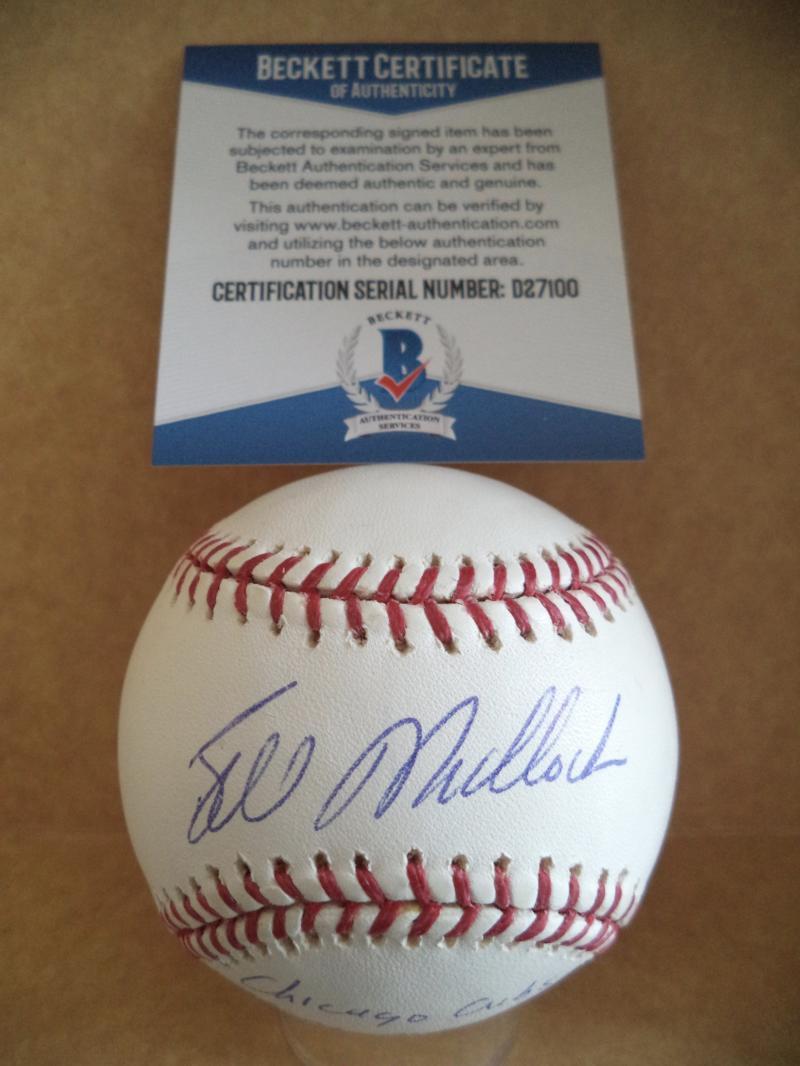 BECKETT CERTIFICATE
OF AUTHENTICITY
The corresponding signed item has been
subjected to examination by an expert from
Beckett Authentication Services and has
been deemed authentic and genuine.
This authentication can be verified by
visiting www.beckett-authentication.com
and utilizing the below authentication
number in the designated area.
CERTIFICATION SERIAL NUMBER: D27100
BECKETT
B
AUTHENTICATION
SERVICES
Bill Madlock
Chicago Cubs